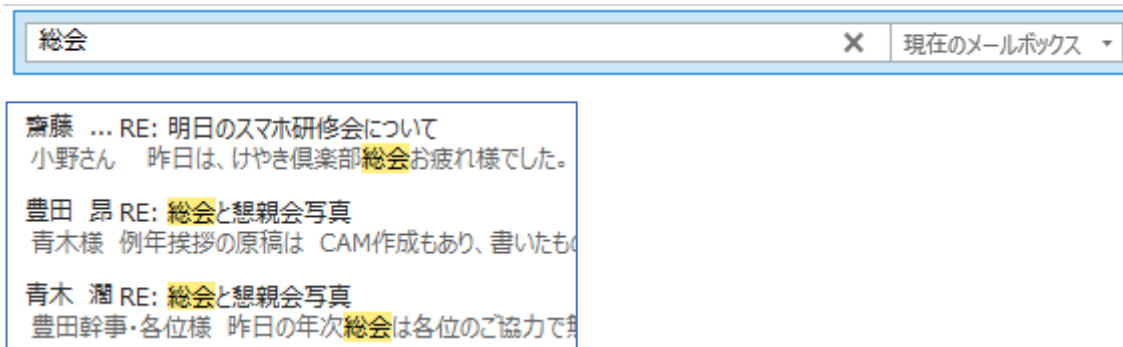 総会 × 現在のメールボックス
齋藤 ... RE: 明日のスマホ研修会について
小野さん 昨日は、けやき倶楽部総会お疲れ様でした。
豊田 昂 RE: 総会と懇親会写真
青木様 例年挨拶の原稿は CAM作成もあり、書いたもの
青木 潤 RE: 総会と懇親会写真
豊田幹事・各位様 昨日の年次総会は各位のご協力で無